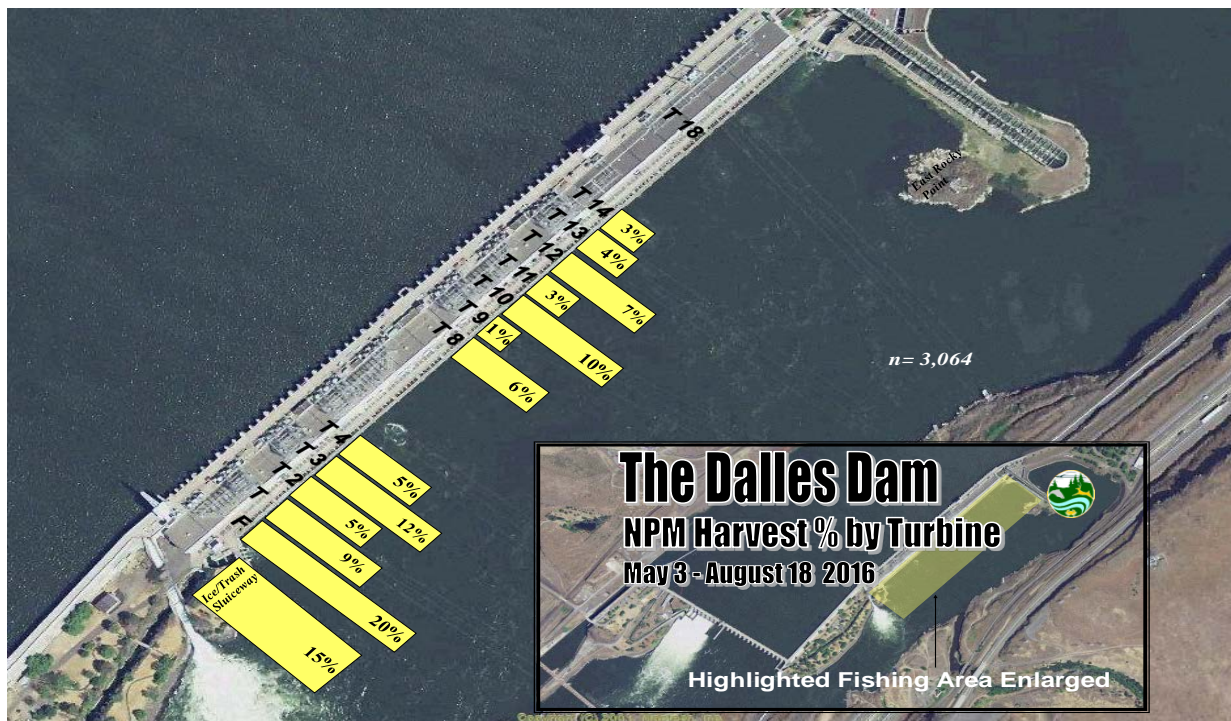 T 18
East Rocky
Point
T 14
3%
T 13
4%
T 12
7%
T 11
3%
T 10
10%
T 9
1%
T 8
6%
n= 3,064
T 4
5%
T 3
12%
T 2
5%
T
9%
F
20%
Ice/Trash
Sluiceway
15%
The Dalles Dam
NPM Harvest % by Turbine
May 3 - August 18 2016
Highlighted Fishing Area Enlarged